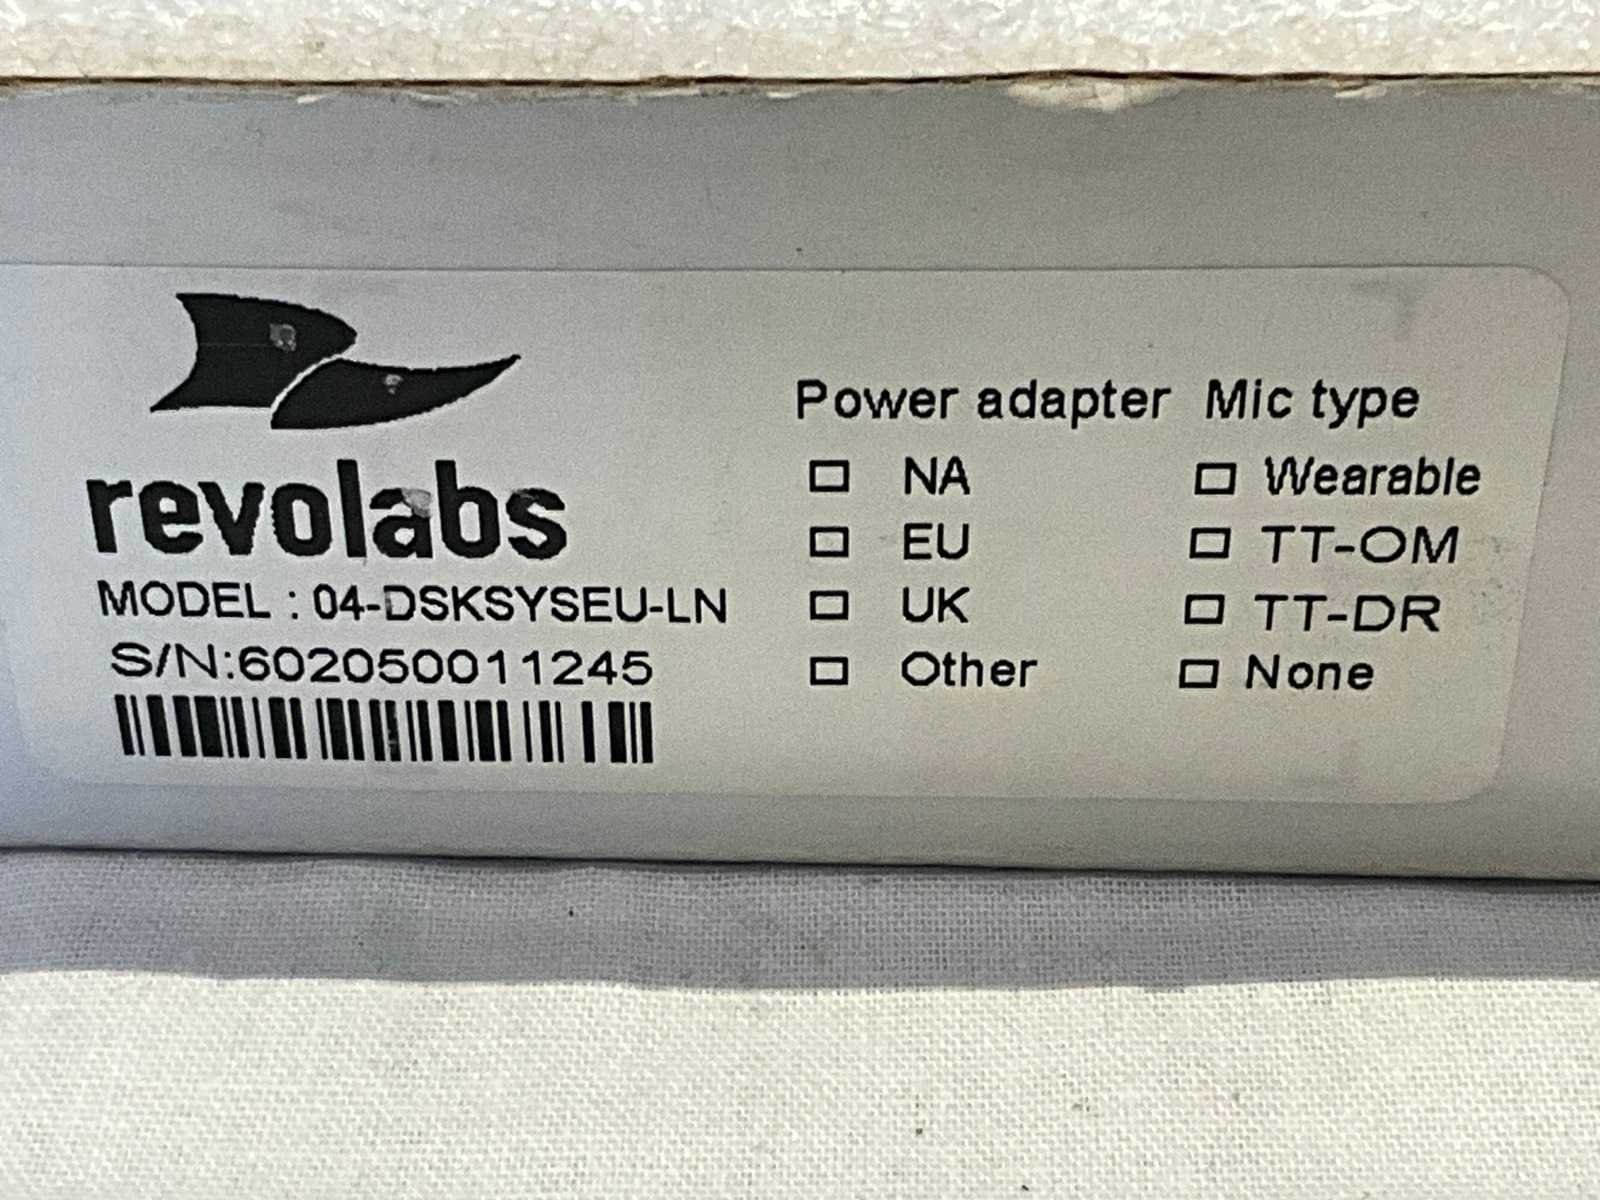 revolabs
MODEL : 04-DSKSYSEU-LN
S/N:602050011245
Power adapter Mic type
NA Wearable
EU TT-OM
UK TT-DR
Other None